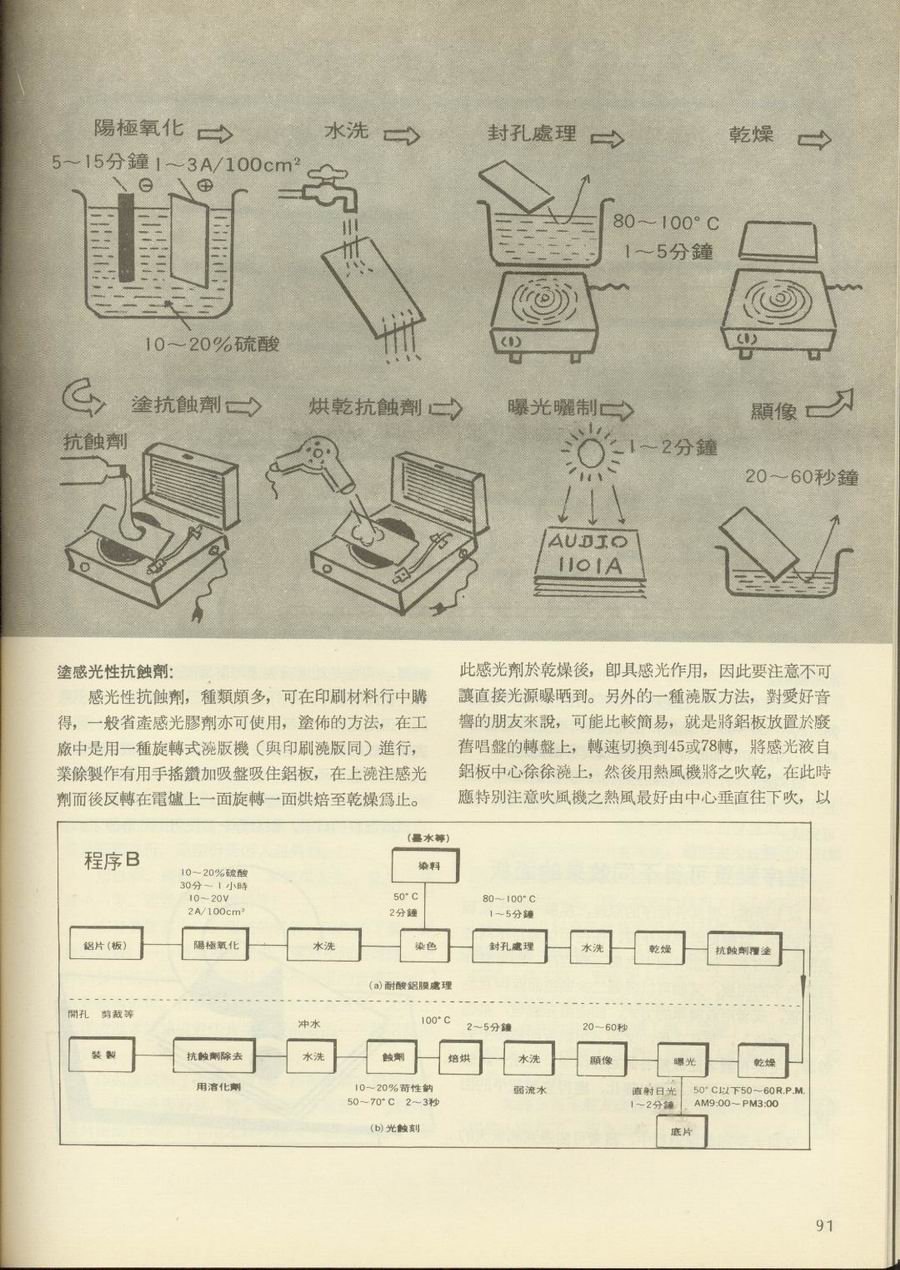 陽極氧化
水洗
封孔處理
乾燥
5～15分鐘 1～3A/100cm²
⊖ ⊕
80～100°C
1～5分鐘
10～20%硫酸
塗抗蝕劑
烘乾抗蝕劑
曝光曬制
顯像
抗蝕劑
1～2分鐘
20～60秒鐘
AUDIO
1101A
塗感光性抗蝕劑：
感光性抗蝕劑，種類頗多，可在印刷材料行中購
得，一般省產感光膠劑亦可使用，塗佈的方法，在工
廠中是用一種旋轉式澆版機（與印刷澆版同）進行，
業餘製作有用手搖鑽加吸盤吸住鋁板，在上澆注感光
劑而後反轉在電爐上一面旋轉一面烘焙至乾燥爲止。
此感光劑於乾燥後，卽具感光作用，因此要注意不可
讓直接光源曝晒到。另外的一種澆版方法，對愛好音
響的朋友來說，可能比較簡易，就是將鋁板放置於廢
舊唱盤的轉盤上，轉速切換到45或78轉，將感光液自
鋁板中心徐徐澆上，然後用熱風機將之吹乾，在此時
應特別注意吹風機之熱風最好由中心垂直往下吹，以
程序B
(墨水等)
染料
10～20%硫酸
30分～1小時
10～20V
2A/100cm²
50°C
2分鐘
80～100°C
1～5分鐘
鋁片(板)
陽極氧化
水洗
染色
封孔處理
水洗
乾燥
抗蝕劑覆塗
(a)耐酸鋁膜處理
開孔 剪裁等
冲水
100°C
2～5分鐘
20～60秒
裝製
抗蝕劑除去
水洗
蝕劑
焙烘
水洗
顯像
曝光
乾燥
用溶化劑
10～20%苛性鈉
50～70°C 2～3秒
弱流水
直射日光
1～2分鐘
50°C以下50～60R.P.M.
AM9:00～PM3:00
(b)光蝕刻
底片
91